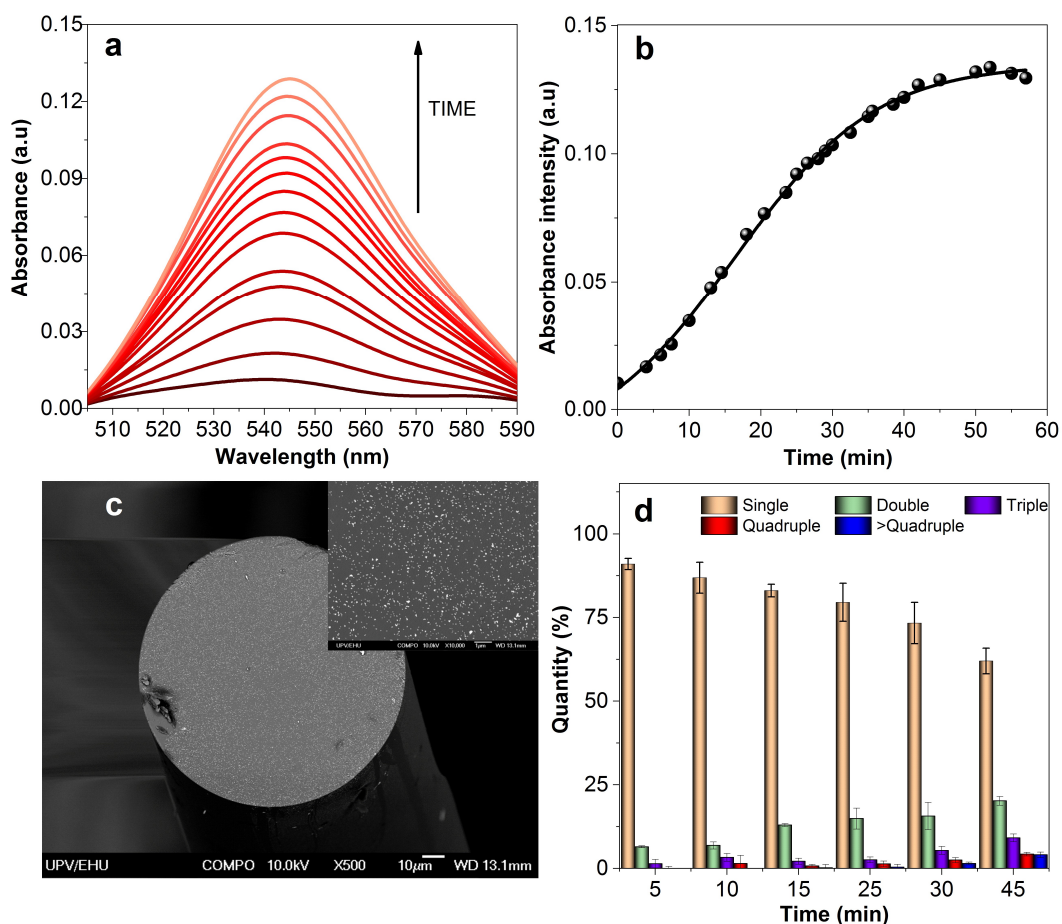 a
TIME
Absorbance (a.u)
0.15
0.12
0.09
0.06
0.03
0.00
510 520 530 540 550 560 570 580 590
Wavelength (nm)
b
Absorbance intensity (a.u)
0.15
0.10
0.05
0.00
0 10 20 30 40 50 60
Time (min)
c
UPV/EHU COMPO 10.0kV X10,000 1µm WD 13.1mm
UPV/EHU COMPO 10.0kV X500 10µm WD 13.1mm
d
Single Double Triple
Quadruple >Quadruple
Quantity (%)
100
75
50
25
0
5 10 15 25 30 45
Time (min)